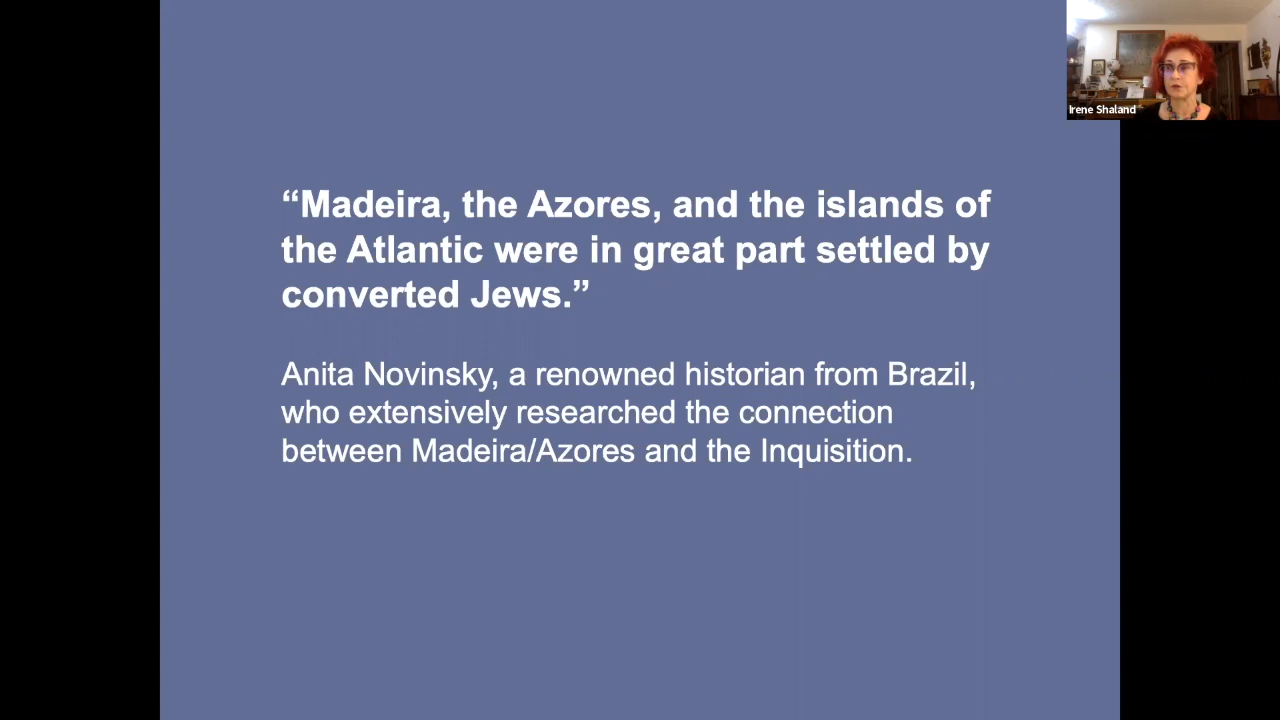 Irene Shaland
“Madeira, the Azores, and the islands of
the Atlantic were in great part settled by
converted Jews.”
Anita Novinsky, a renowned historian from Brazil,
who extensively researched the connection
between Madeira/Azores and the Inquisition.